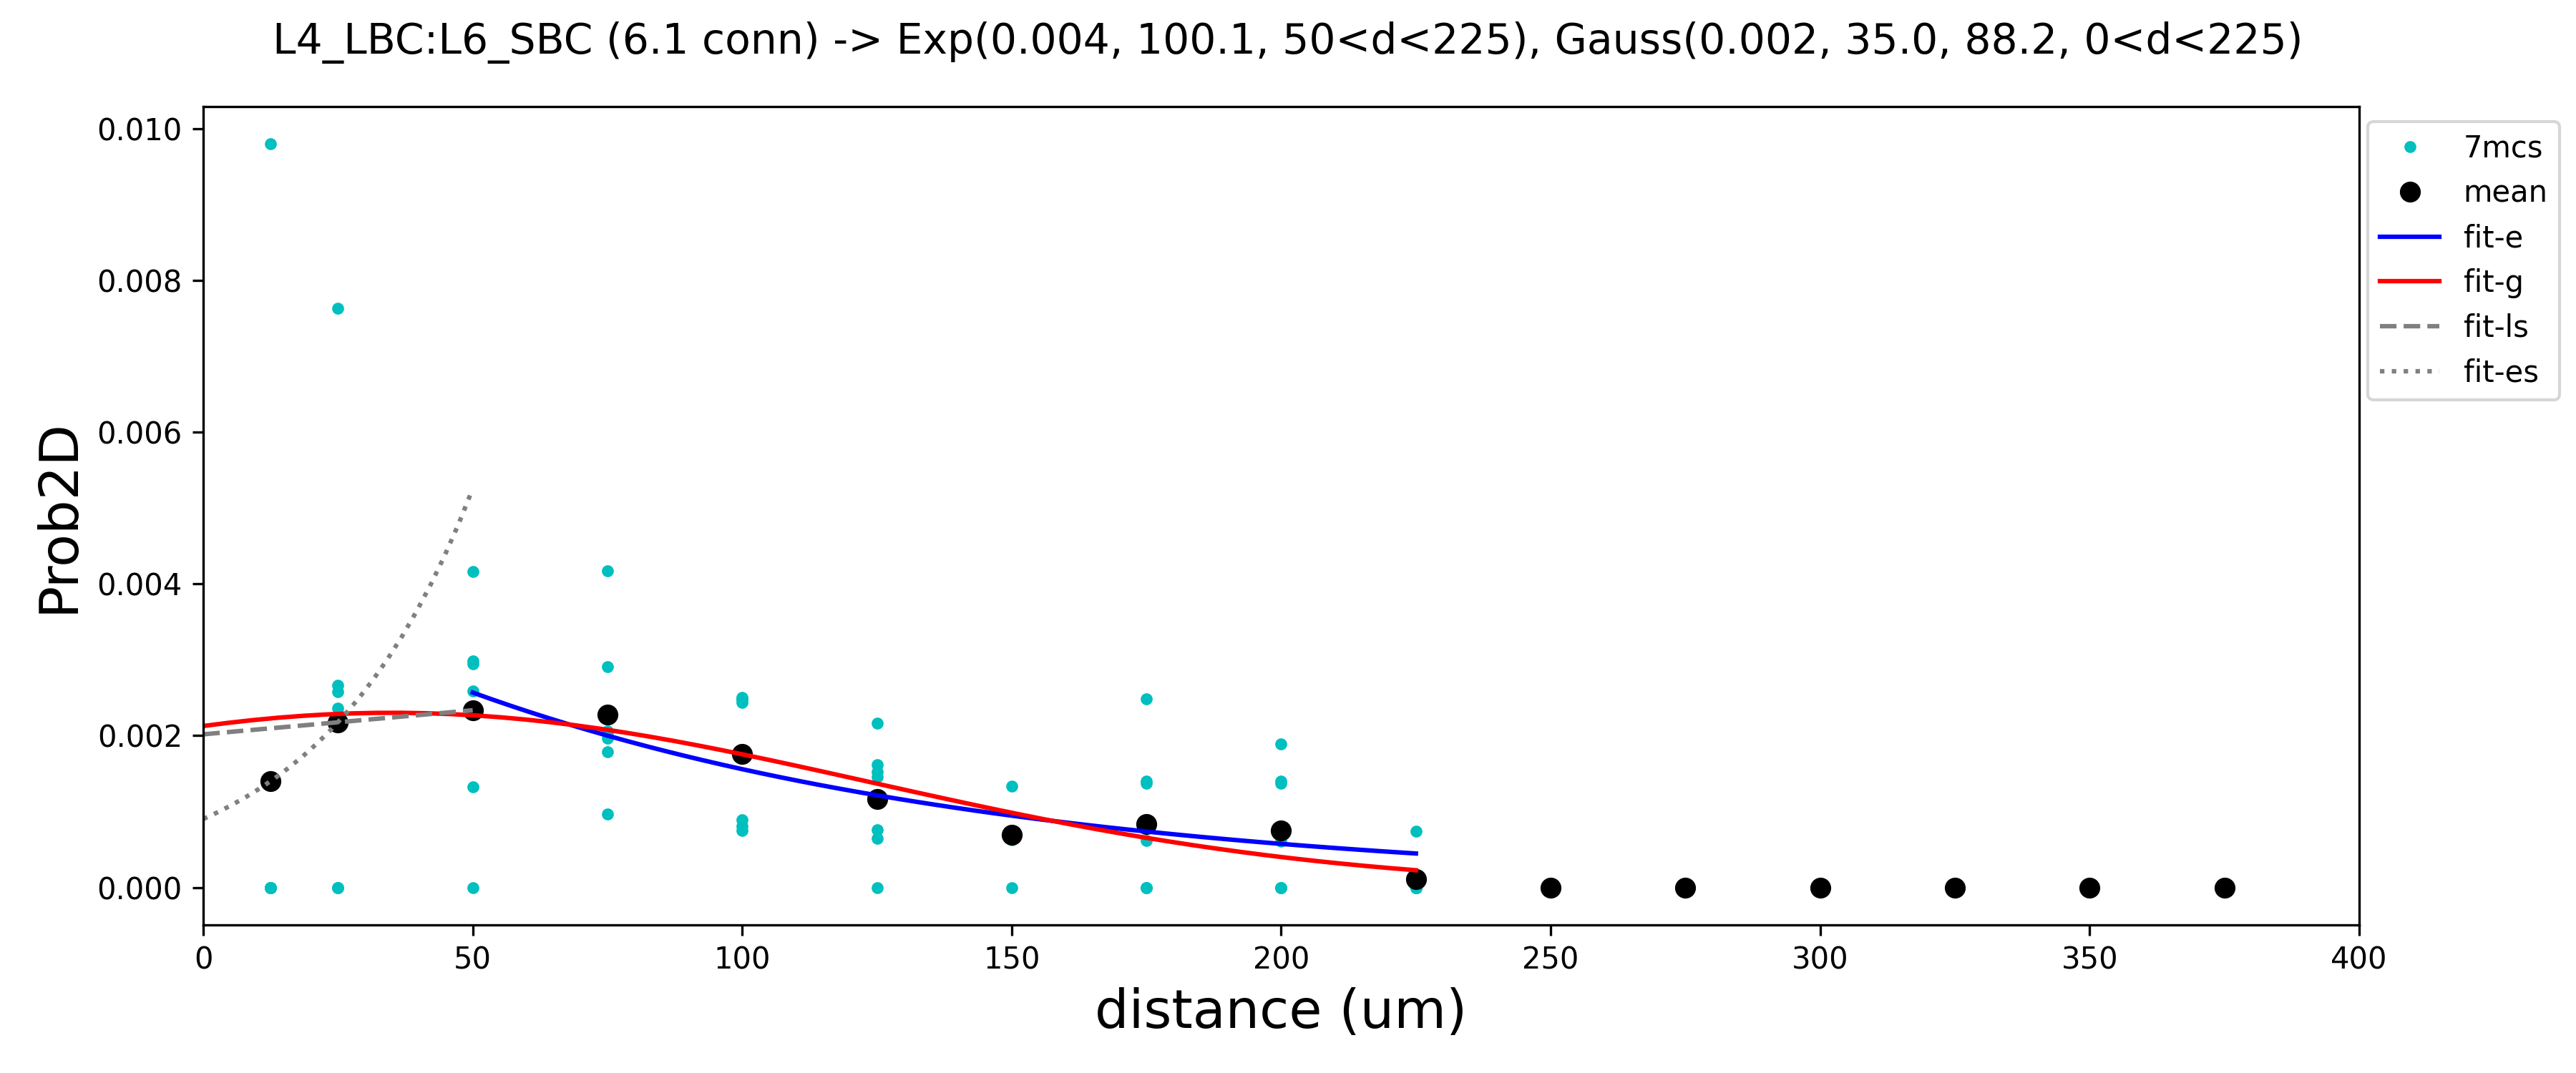 L4_LBC:L6_SBC (6.1 conn) -> Exp(0.004, 100.1, 50<d<225), Gauss(0.002, 35.0, 88.2, 0<d<225)
0.010
0.008
0.006
0.004
0.002
0.000
Prob2D
0 50 100 150 200 250 300 350 400
distance (um)
7mcs
mean
fit-e
fit-g
fit-ls
fit-es